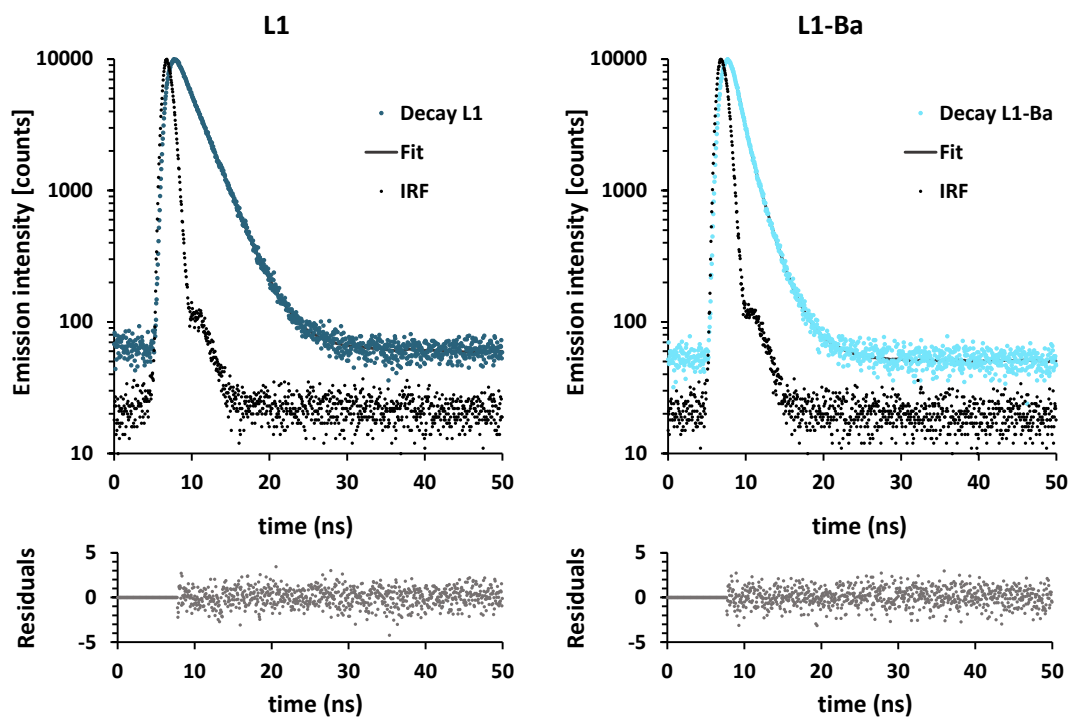 L1
Emission intensity [counts]
10000
1000
100
10
Decay L1
Fit
IRF
0 10 20 30 40 50
time (ns)
Residuals
5
0
-5
0 10 20 30 40 50
time (ns)
L1-Ba
Emission intensity [counts]
10000
1000
100
10
Decay L1-Ba
Fit
IRF
0 10 20 30 40 50
time (ns)
Residuals
5
0
-5
0 10 20 30 40 50
time (ns)